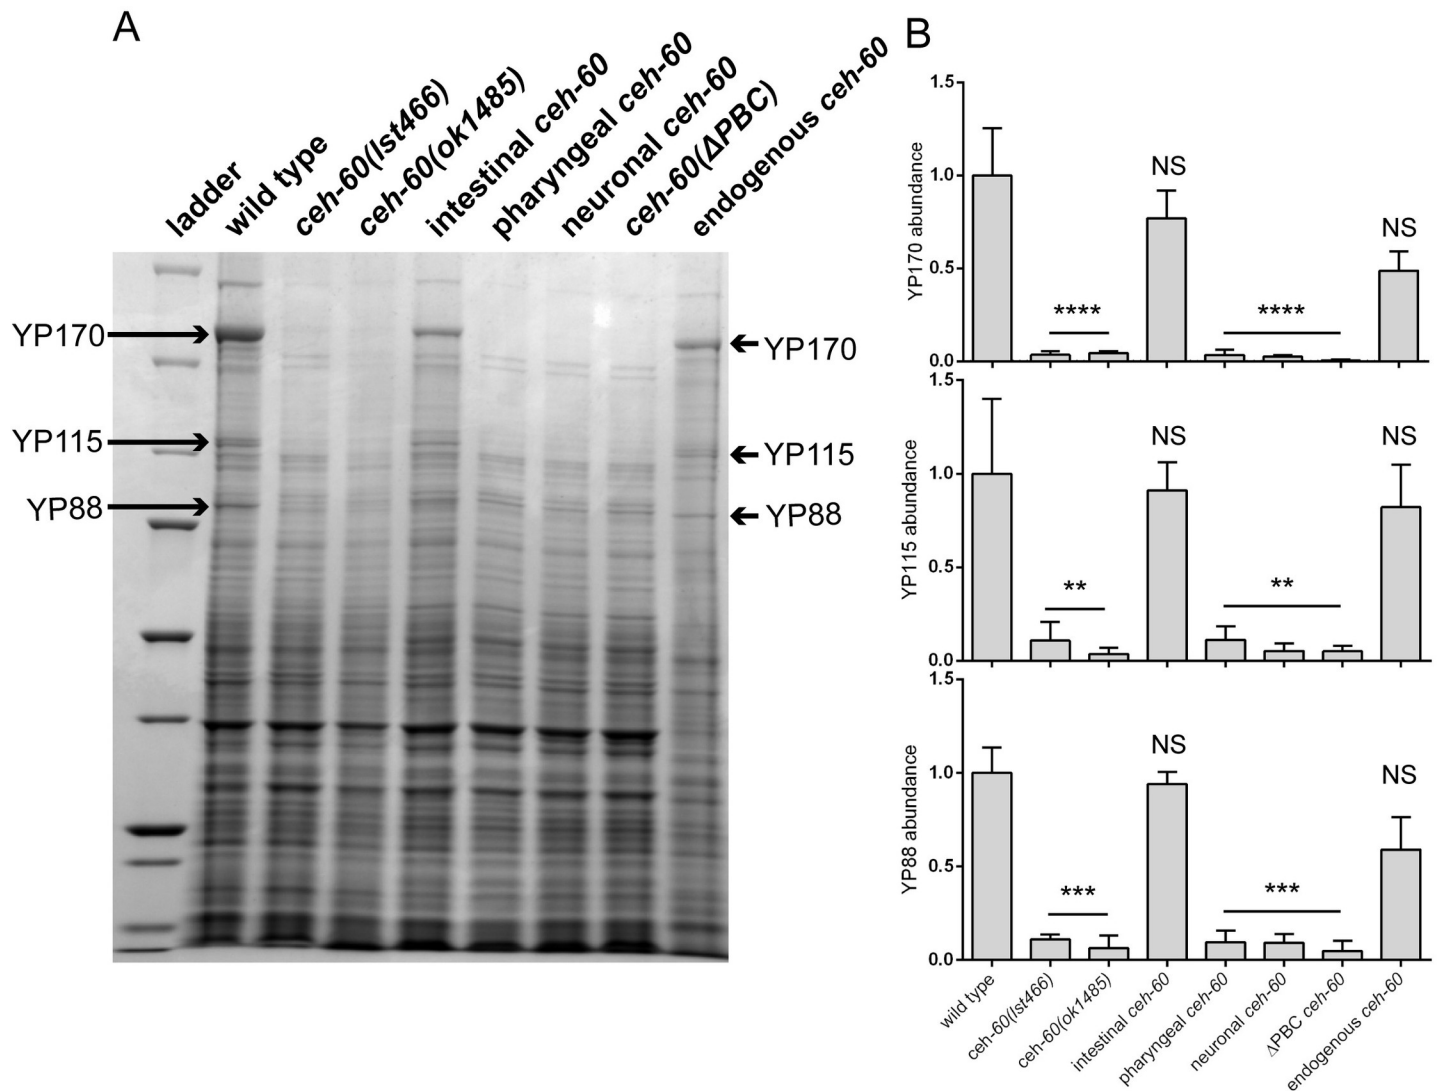 A
ladder
wild type
ceh-60(lst466)
ceh-60(ok1485)
intestinal ceh-60
pharyngeal ceh-60
neuronal ceh-60
ceh-60(ΔPBC)
endogenous ceh-60
YP170
YP115
YP88
YP170
YP115
YP88
B
YP170 abundance
1.5
1.0
0.5
0.0
****
NS
****
NS
YP115 abundance
1.5
1.0
0.5
0.0
**
NS
**
NS
YP88 abundance
1.5
1.0
0.5
0.0
***
NS
***
NS
wild type
ceh-60(lst466)
ceh-60(ok1485)
intestinal ceh-60
pharyngeal ceh-60
neuronal ceh-60
ΔPBC ceh-60
endogenous ceh-60